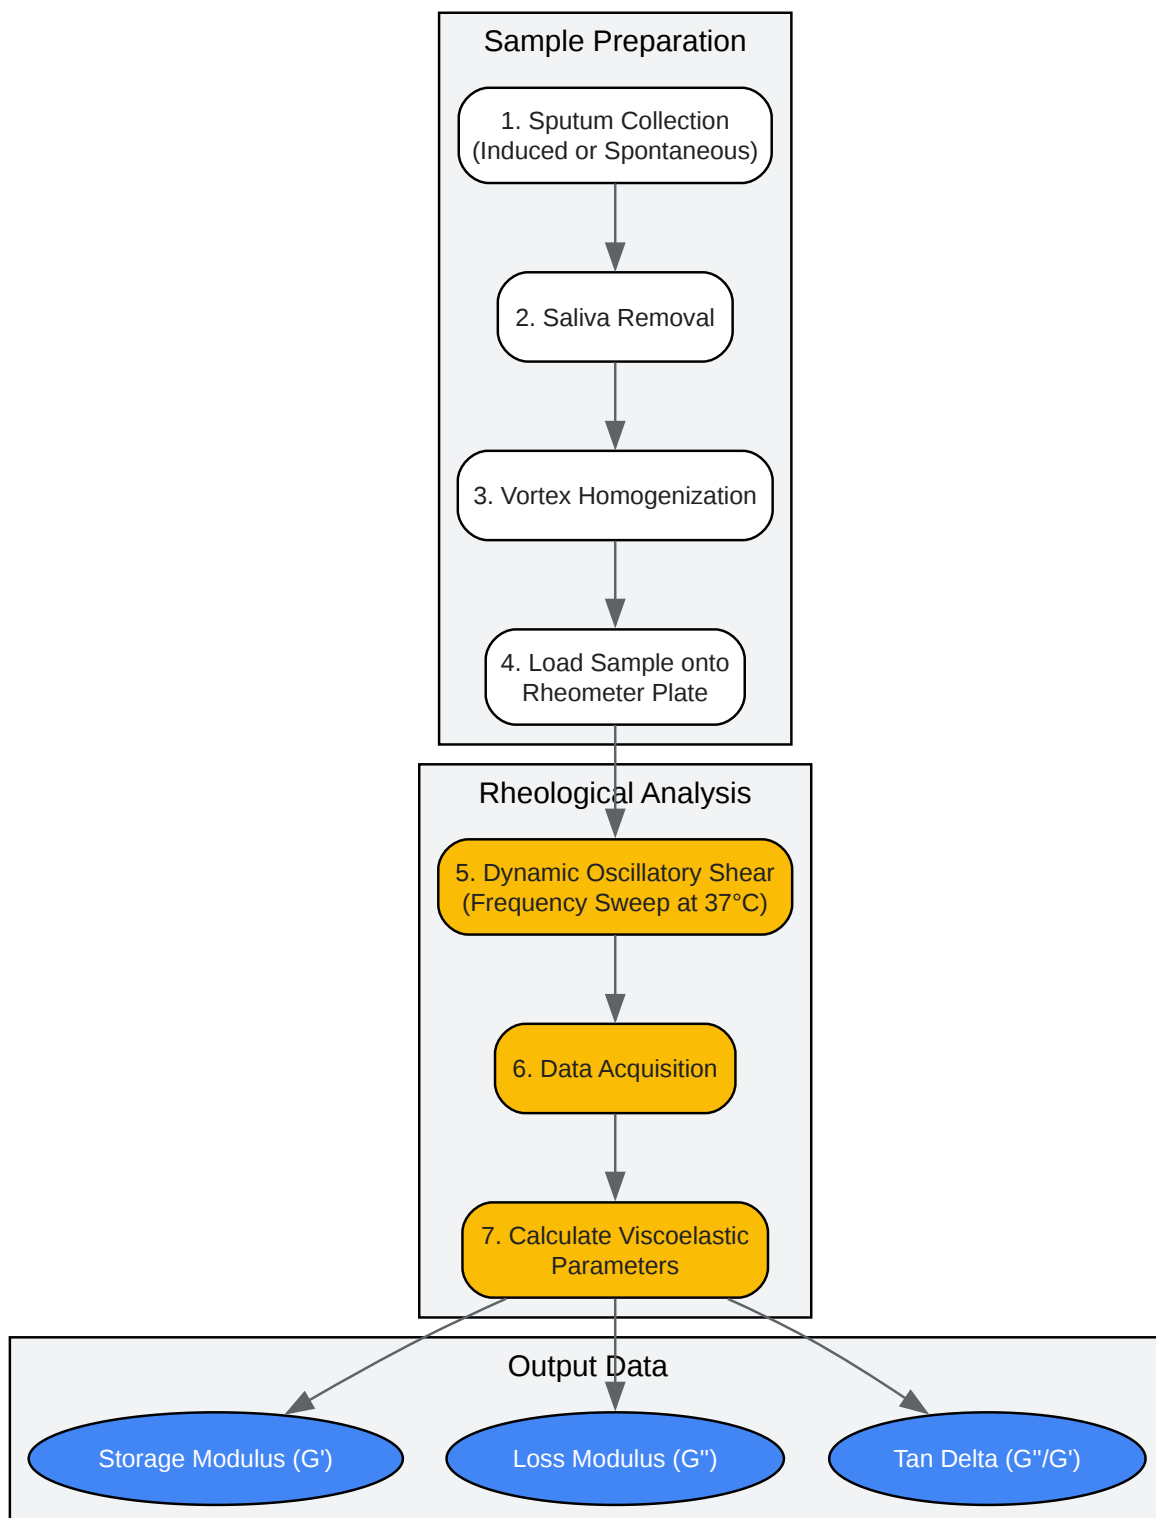 Sample Preparation
1. Sputum Collection
(Induced or Spontaneous)
2. Saliva Removal
3. Vortex Homogenization
4. Load Sample onto
Rheometer Plate
Rheological Analysis
5. Dynamic Oscillatory Shear
(Frequency Sweep at 37°C)
6. Data Acquisition
7. Calculate Viscoelastic
Parameters
Output Data
Storage Modulus (G')
Loss Modulus (G'')
Tan Delta (G''/G')